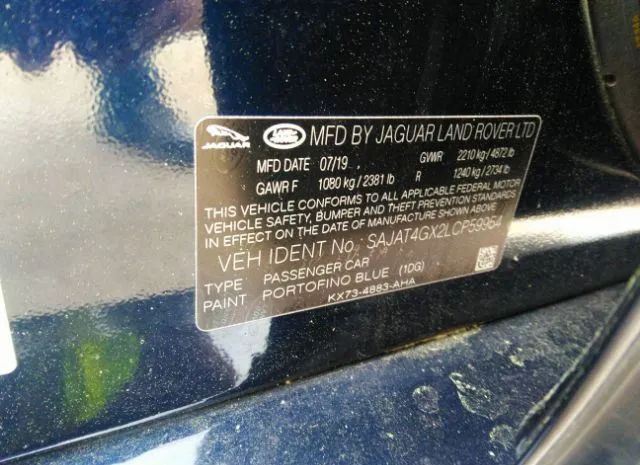 JAGUAR LAND ROVER MFD BY JAGUAR LAND ROVER LTD
MFD DATE 07/19 GVWR 2210 kg / 4872 lb
GAWR F 1080 kg / 2381 lb R 1240 kg / 2734 lb
THIS VEHICLE CONFORMS TO ALL APPLICABLE FEDERAL MOTOR
VEHICLE SAFETY, BUMPER AND THEFT PREVENTION STANDARDS
IN EFFECT ON THE DATE OF MANUFACTURE SHOWN ABOVE
VEH IDENT No. SAJAT4GX2LCP59964
TYPE PASSENGER CAR
PAINT PORTOFINO BLUE (1DG)
KX73-4883-AHA